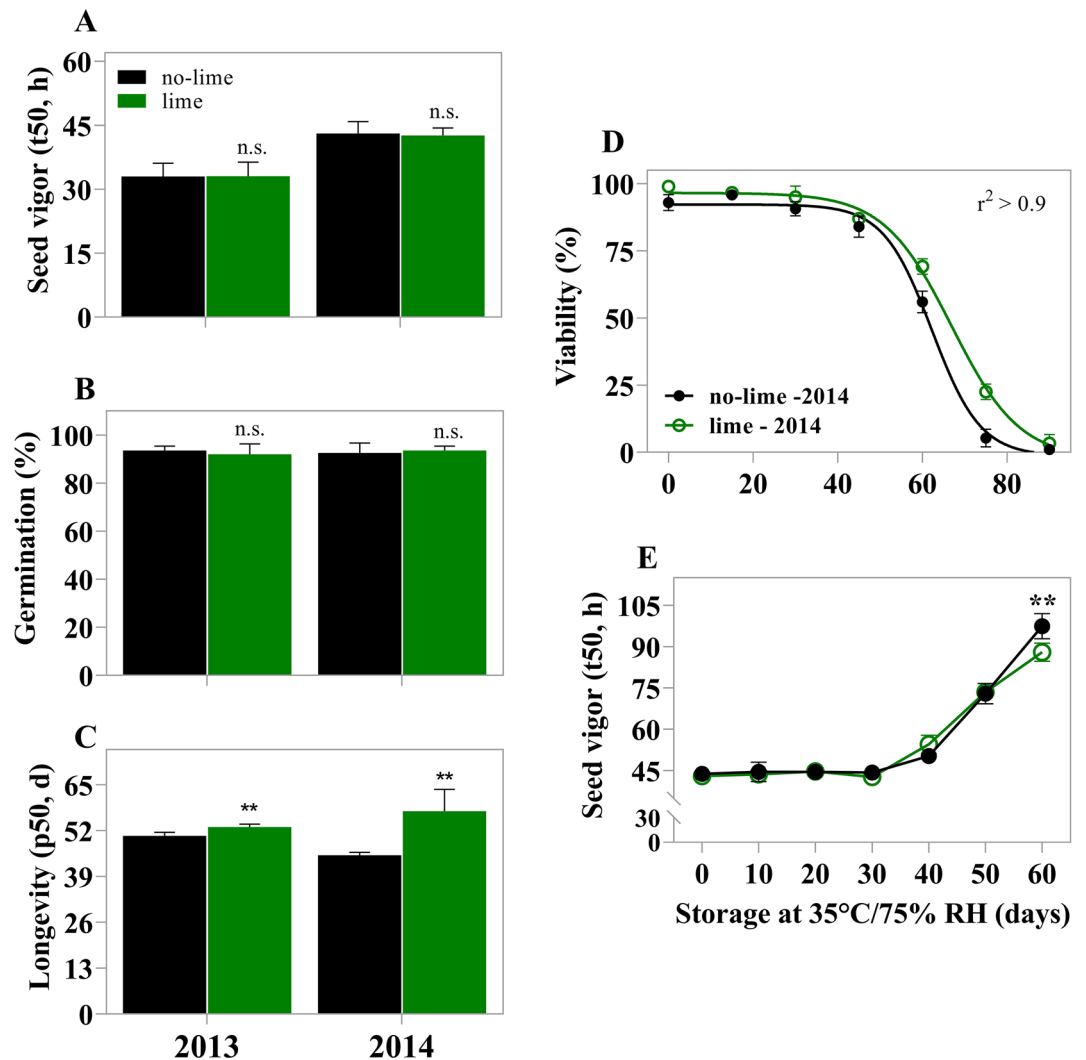 A
Seed vigor (t50, h)
60
45
30
15
0
no-lime
lime
n.s.
n.s.
B
Germination (%)
100
80
60
40
20
0
n.s.
n.s.
C
Longevity (p50, d)
65
52
39
26
13
0
**
**
2013 2014
D
Viability (%)
100
75
50
25
0
r² > 0.9
no-lime -2014
lime - 2014
0 20 40 60 80
E
Seed vigor (t50, h)
105
90
75
60
45
30
0
**
0 10 20 30 40 50 60
Storage at 35°C/75% RH (days)